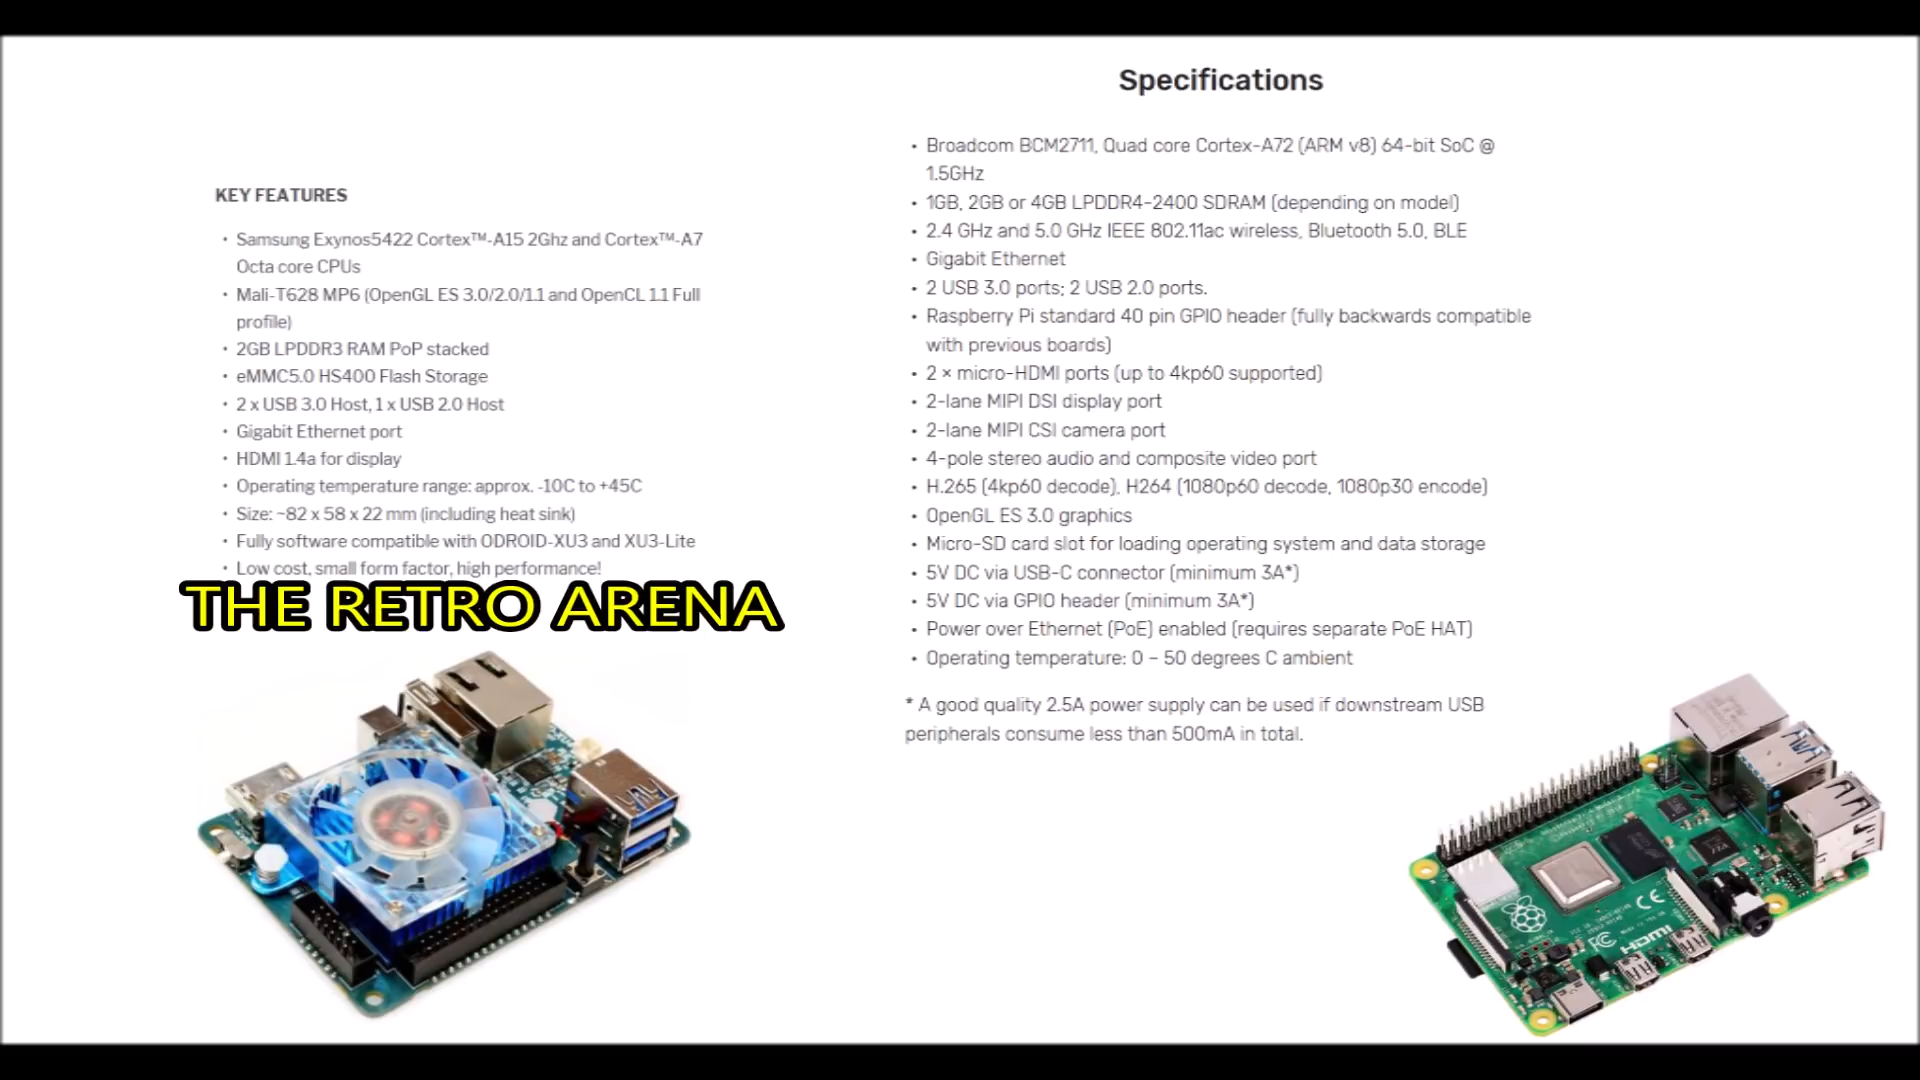 KEY FEATURES
• Samsung Exynos5422 Cortex™-A15 2Ghz and Cortex™-A7
Octa core CPUs
• Mali-T628 MP6 (OpenGL ES 3.0/2.0/1.1 and OpenCL 1.1 Full
profile)
• 2GB LPDDR3 RAM PoP stacked
• eMMC5.0 HS400 Flash Storage
• 2 x USB 3.0 Host, 1 x USB 2.0 Host
• Gigabit Ethernet port
• HDMI 1.4a for display
• Operating temperature range: approx. -10C to +45C
• Size: ~82 x 58 x 22 mm (including heat sink)
• Fully software compatible with ODROID-XU3 and XU3-Lite
• Low cost, small form factor, high performance!
THE RETRO ARENA
Specifications
• Broadcom BCM2711, Quad core Cortex-A72 (ARM v8) 64-bit SoC @
1.5GHz
• 1GB, 2GB or 4GB LPDDR4-2400 SDRAM (depending on model)
• 2.4 GHz and 5.0 GHz IEEE 802.11ac wireless, Bluetooth 5.0, BLE
• Gigabit Ethernet
• 2 USB 3.0 ports; 2 USB 2.0 ports.
• Raspberry Pi standard 40 pin GPIO header (fully backwards compatible
with previous boards)
• 2 × micro-HDMI ports (up to 4kp60 supported)
• 2-lane MIPI DSI display port
• 2-lane MIPI CSI camera port
• 4-pole stereo audio and composite video port
• H.265 (4kp60 decode), H264 (1080p60 decode, 1080p30 encode)
• OpenGL ES 3.0 graphics
• Micro-SD card slot for loading operating system and data storage
• 5V DC via USB-C connector (minimum 3A*)
• 5V DC via GPIO header (minimum 3A*)
• Power over Ethernet (PoE) enabled (requires separate PoE HAT)
• Operating temperature: 0 – 50 degrees C ambient
* A good quality 2.5A power supply can be used if downstream USB
peripherals consume less than 500mA in total.
CE
FC
HDMI